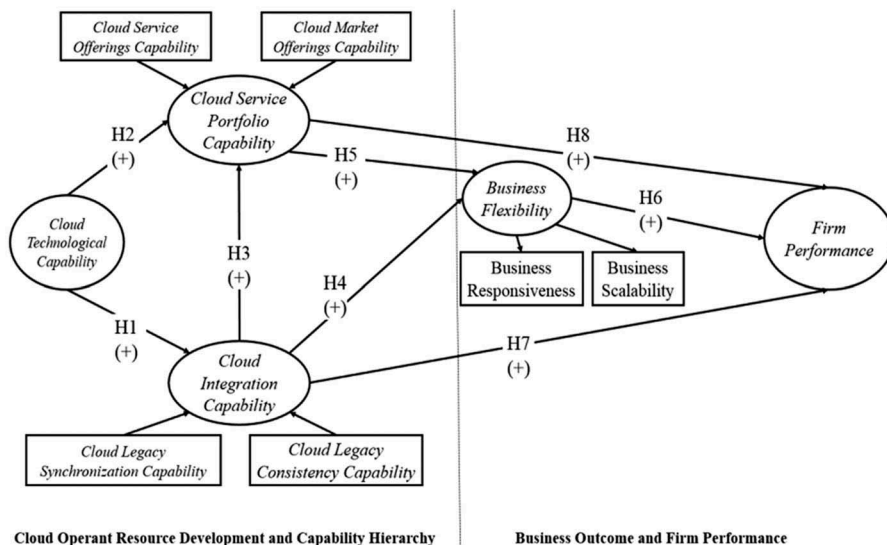 Cloud Service
Offerings Capability
Cloud Market
Offerings Capability
Cloud Service
Portfolio
Capability
H2
(+)
H8
(+)
H5
(+)
Business
Flexibility
H6
(+)
Cloud
Technological
Capability
Firm
Performance
H3
(+)
H4
(+)
Business
Responsiveness
Business
Scalability
H1
(+)
H7
(+)
Cloud
Integration
Capability
Cloud Legacy
Synchronization Capability
Cloud Legacy
Consistency Capability
Cloud Operant Resource Development and Capability Hierarchy
Business Outcome and Firm Performance